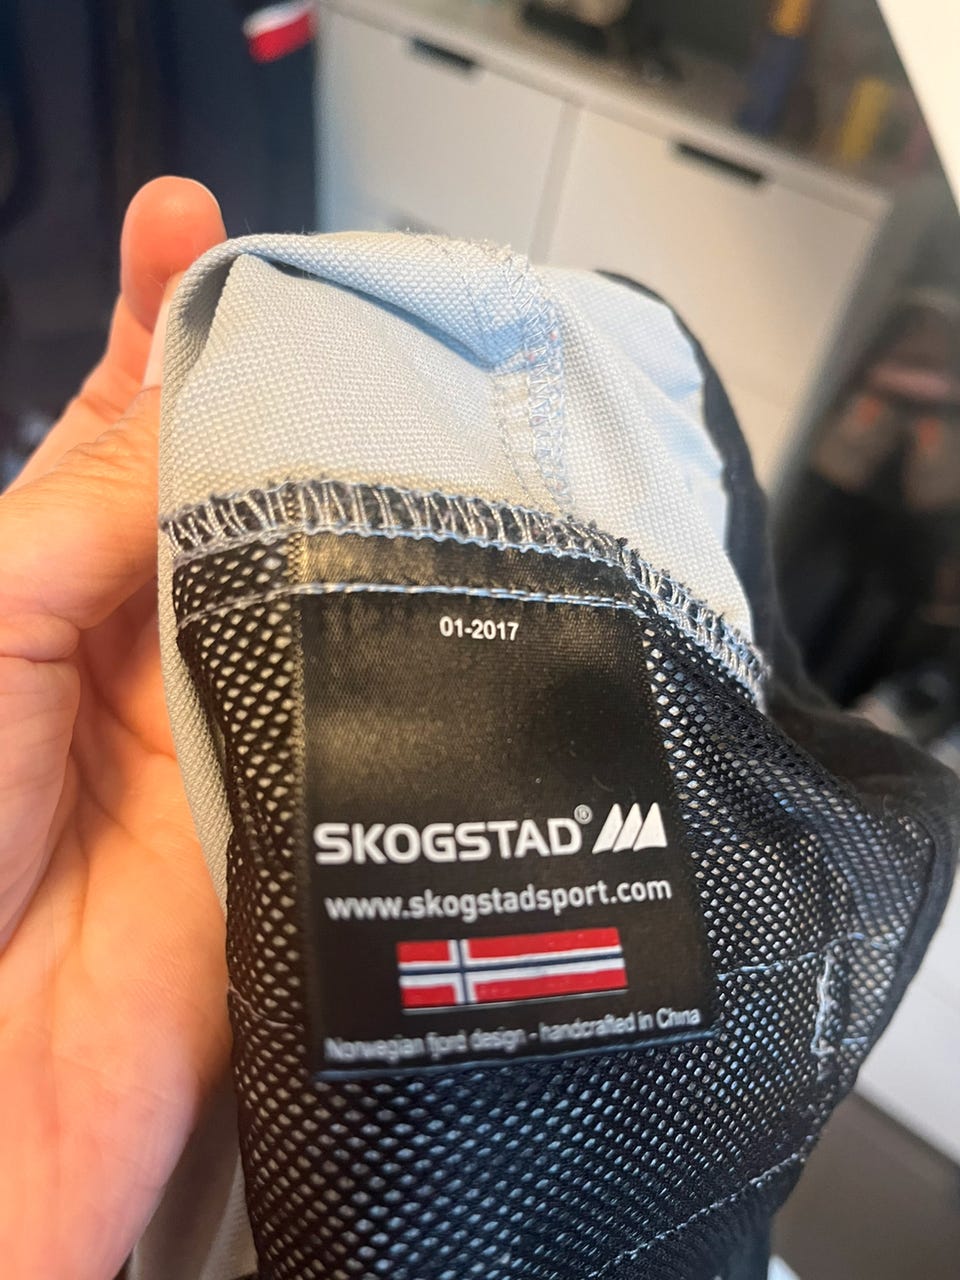 01-2017
SKOGSTAD®
www.skogstadsport.com
Norwegian fjord design - handcrafted in China